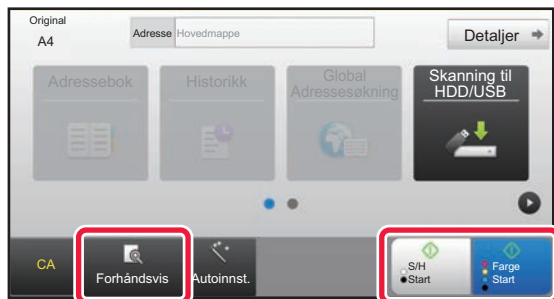 Original
A4
Adresse Hovedmappe
Detaljer
Adressebok
Historikk
Global
Adressesøkning
Skanning til
HDD/USB
CA
Forhåndsvis
Autoinnst.
S/H
Start
Farge
Start